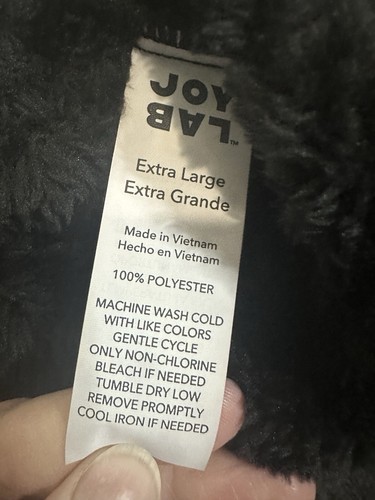 JOY
LAB™
Extra Large
Extra Grande
Made in Vietnam
Hecho en Vietnam
100% POLYESTER
MACHINE WASH COLD
WITH LIKE COLORS
GENTLE CYCLE
ONLY NON-CHLORINE
BLEACH IF NEEDED
TUMBLE DRY LOW
REMOVE PROMPTLY
COOL IRON IF NEEDED